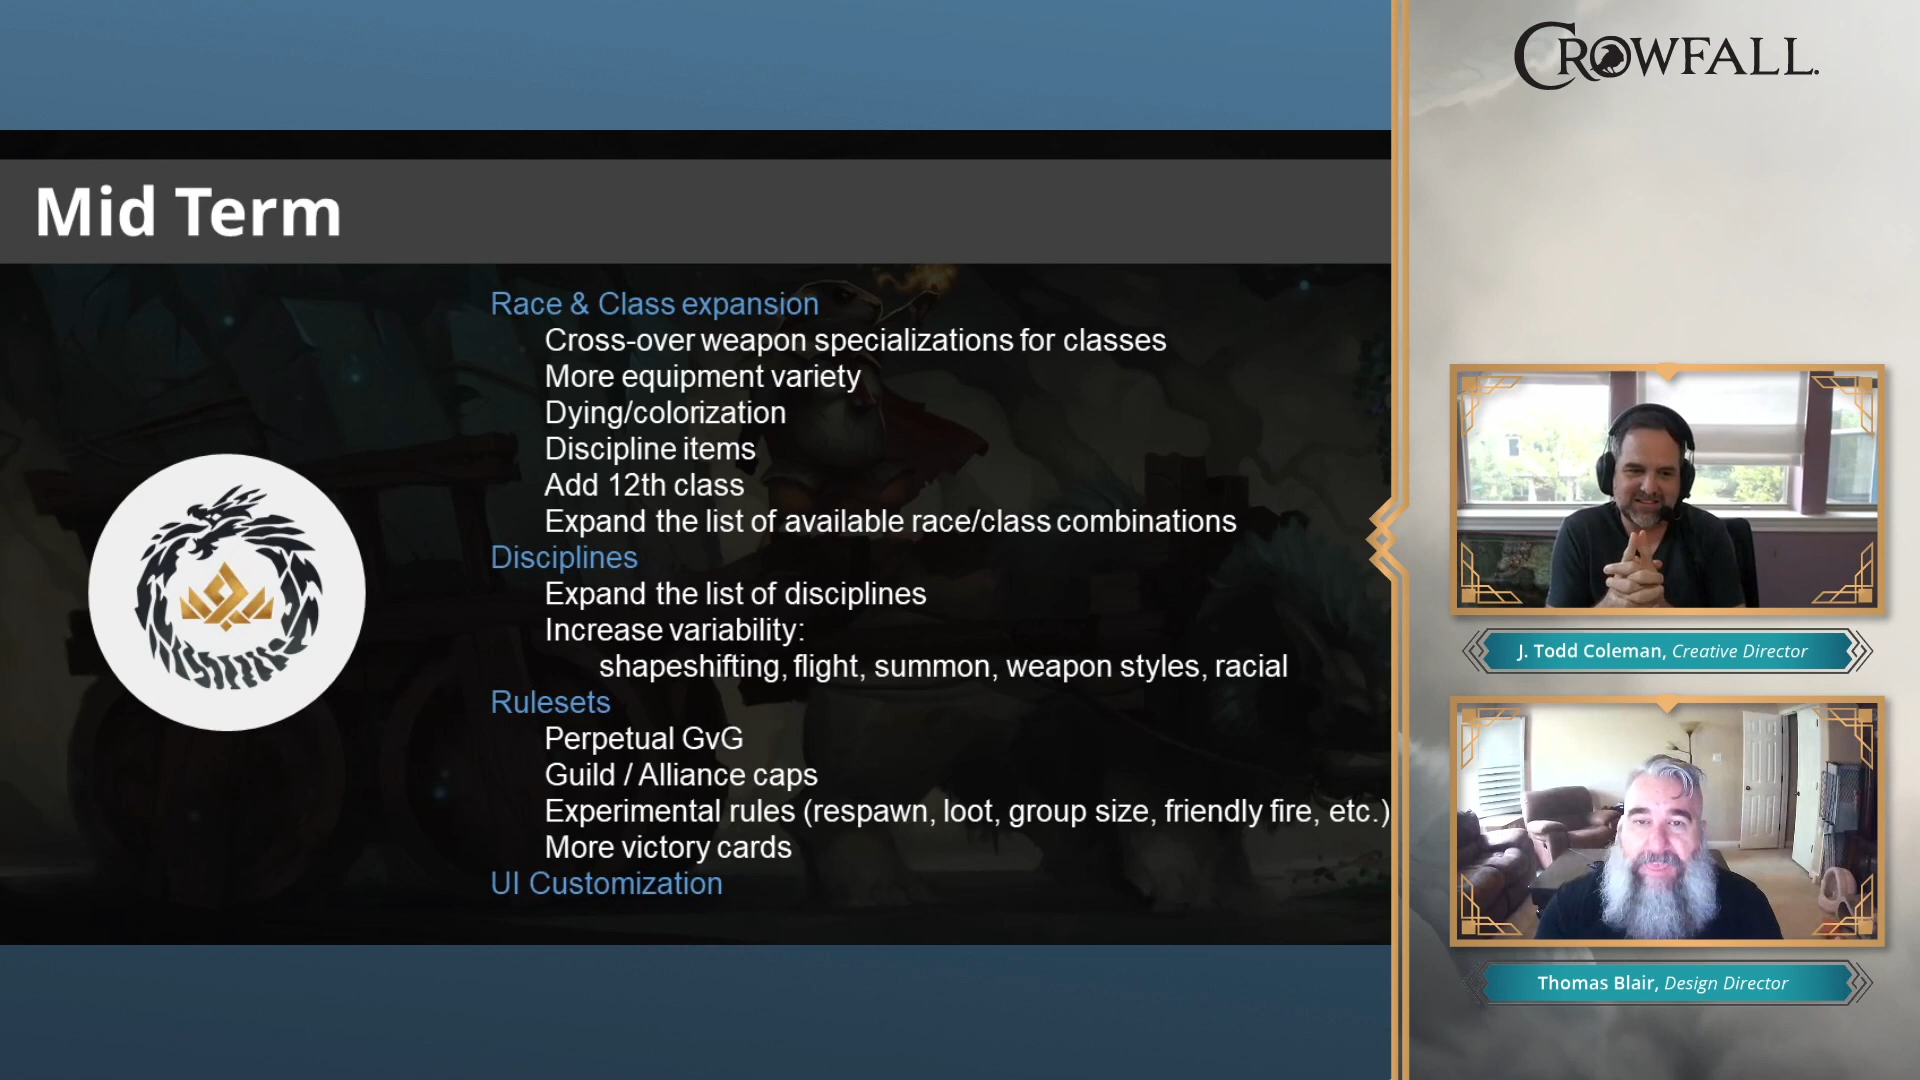 Mid Term
Race & Class expansion
Cross-over weapon specializations for classes
More equipment variety
Dying/colorization
Discipline items
Add 12th class
Expand the list of available race/class combinations
Disciplines
Expand the list of disciplines
Increase variability:
shapeshifting, flight, summon, weapon styles, racial
Rulesets
Perpetual GvG
Guild / Alliance caps
Experimental rules (respawn, loot, group size, friendly fire, etc.)
More victory cards
UI Customization
CROWFALL.
J. Todd Coleman, Creative Director
Thomas Blair, Design Director